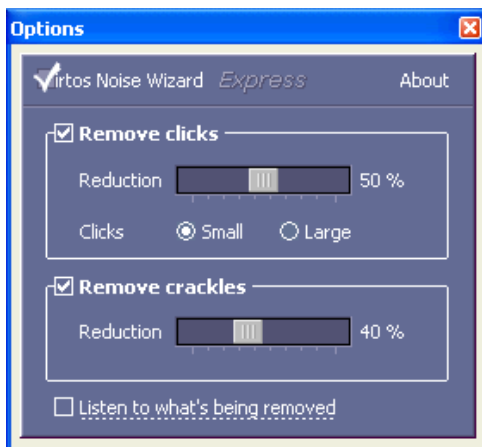 Options
Virtos Noise Wizard Express About
Remove clicks
Reduction 50 %
Clicks Small Large
Remove crackles
Reduction 40 %
Listen to what's being removed